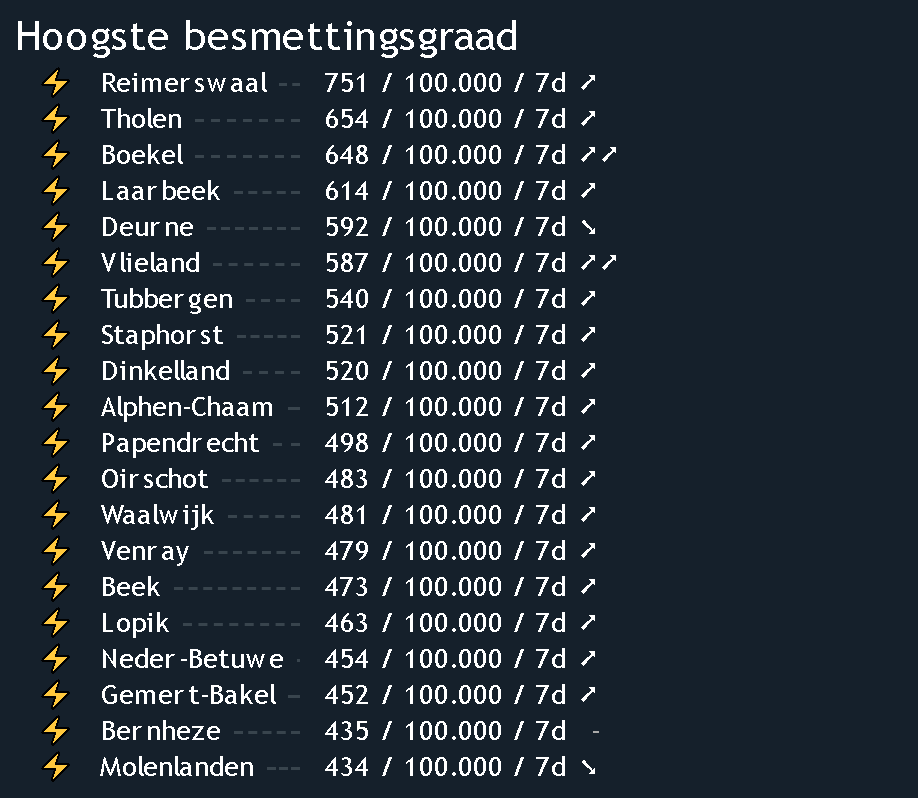 Hoogste besmettingsgraad
⚡ Reimerswaal -- 751 / 100.000 / 7d ↗
⚡ Tholen ------- 654 / 100.000 / 7d ↗
⚡ Boekel ------- 648 / 100.000 / 7d ↗↗
⚡ Laarbeek ----- 614 / 100.000 / 7d ↗
⚡ Deurne ------- 592 / 100.000 / 7d ↘
⚡ Vlieland ------ 587 / 100.000 / 7d ↗↗
⚡ Tubbergen ---- 540 / 100.000 / 7d ↗
⚡ Staphorst ----- 521 / 100.000 / 7d ↗
⚡ Dinkelland ---- 520 / 100.000 / 7d ↗
⚡ Alphen-Chaam - 512 / 100.000 / 7d ↗
⚡ Papendrecht -- 498 / 100.000 / 7d ↗
⚡ Oirschot ------ 483 / 100.000 / 7d ↗
⚡ Waalwijk ----- 481 / 100.000 / 7d ↗
⚡ Venray ------- 479 / 100.000 / 7d ↗
⚡ Beek --------- 473 / 100.000 / 7d ↗
⚡ Lopik -------- 463 / 100.000 / 7d ↗
⚡ Neder-Betuwe · 454 / 100.000 / 7d ↗
⚡ Gemert-Bakel - 452 / 100.000 / 7d ↗
⚡ Bernheze ----- 435 / 100.000 / 7d -
⚡ Molenlanden --- 434 / 100.000 / 7d ↘